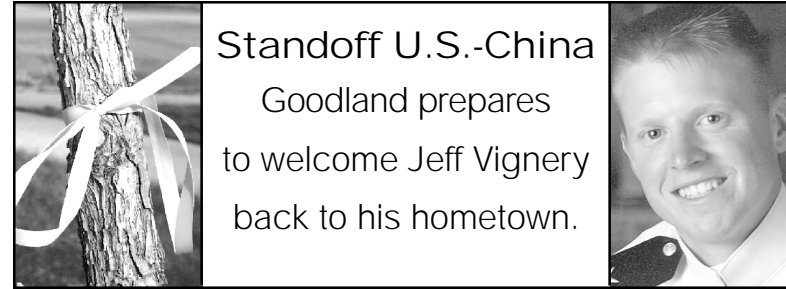 Standoff U.S.-China
Goodland prepares
to welcome Jeff Vignery
back to his hometown.